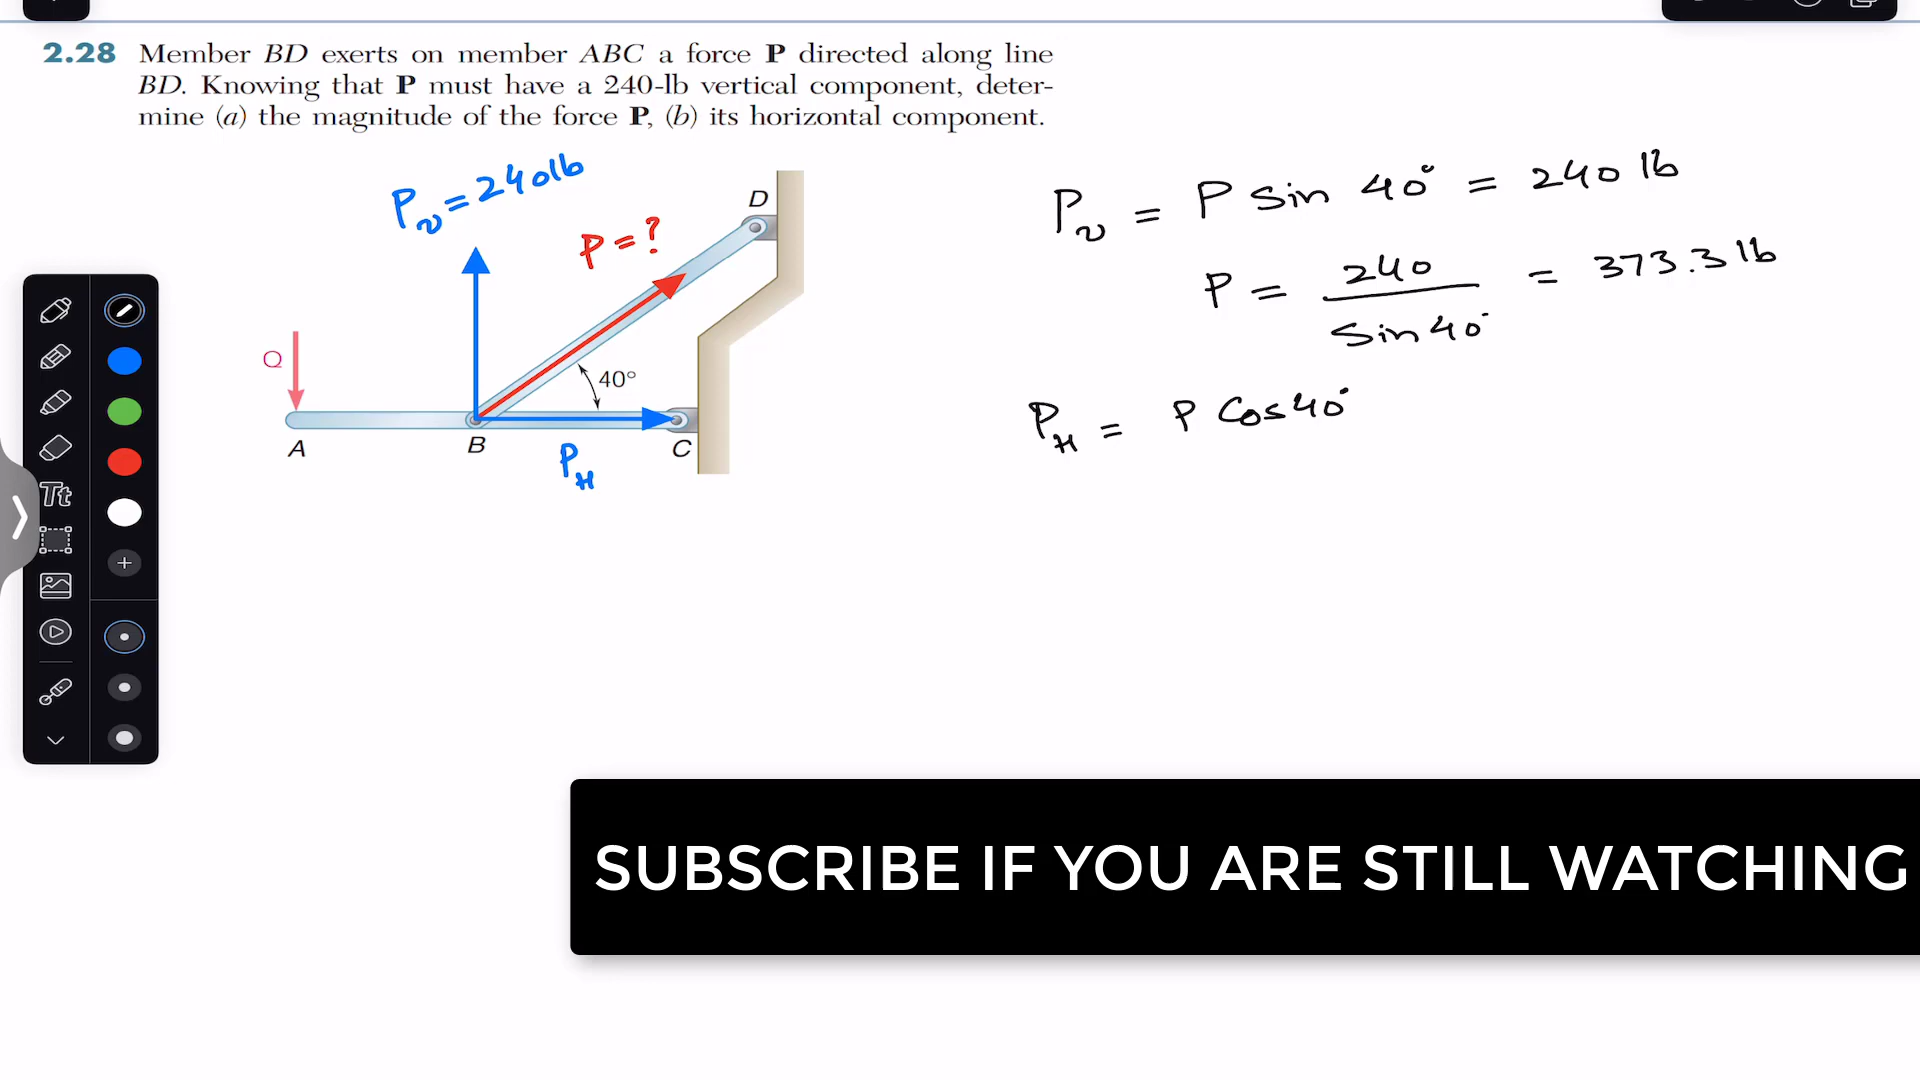 2.28 Member BD exerts on member ABC a force P directed along line
BD. Knowing that P must have a 240-lb vertical component, deter-
mine (a) the magnitude of the force P, (b) its horizontal component.
Pv = 240lb
D
P = ?
Q
40°
A
B
C
PH
Pv = P Sin 40° = 240 lb
P = 240 / Sin 40° = 373.3 lb
PH = P Cos 40°
Tt
SUBSCRIBE IF YOU ARE STILL WATCHING